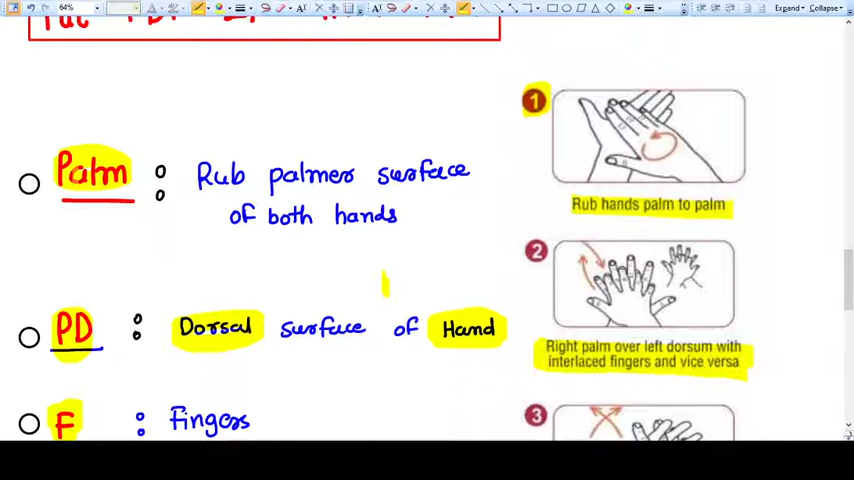 64%
Expand
Collapse
Palm : Rub palmer surface
of both hands
1
Rub hands palm to palm
2
PD : Dorsal surface of Hand
Right palm over left dorsum with
interlaced fingers and vice versa
F : fingers
3